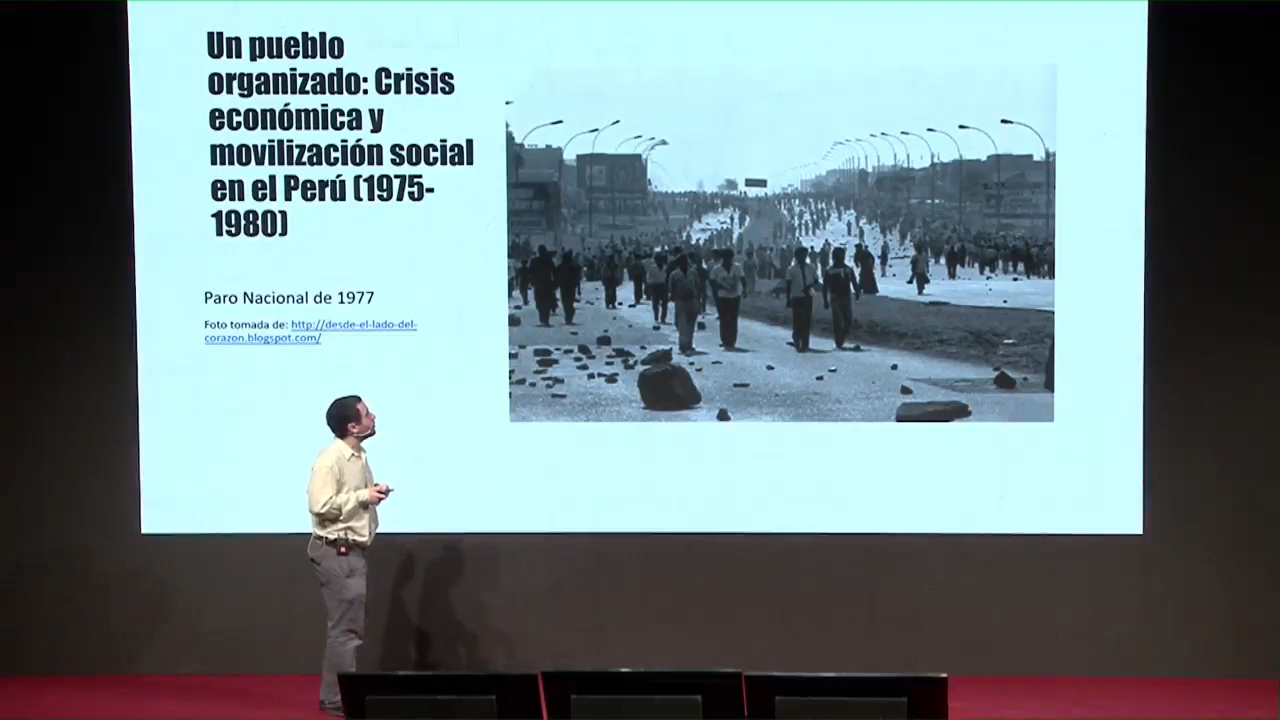 Un pueblo
organizado: Crisis
económica y
movilización social
en el Perú (1975-
1980)
Paro Nacional de 1977
Foto tomada de: http://desde-el-lado-del-
corazon.blogspot.com/